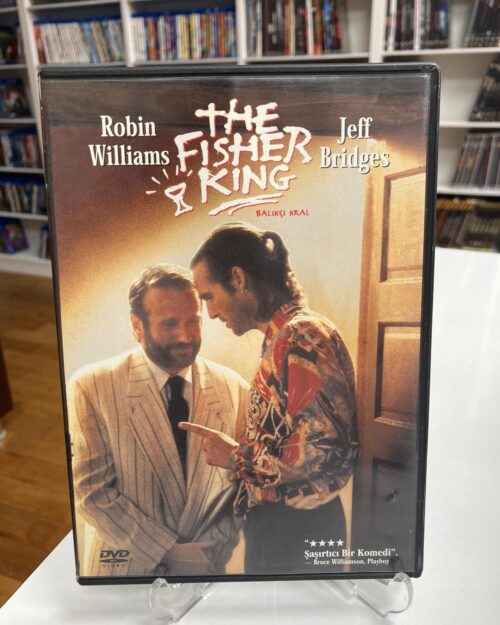 Robin
Williams
THE
FISHER
KING
Jeff
Bridges
BALIKÇI KRAL
"★★★★
Şaşırtıcı Bir Komedi".
— Bruce Williamson, Playboy
DVD
VIDEO